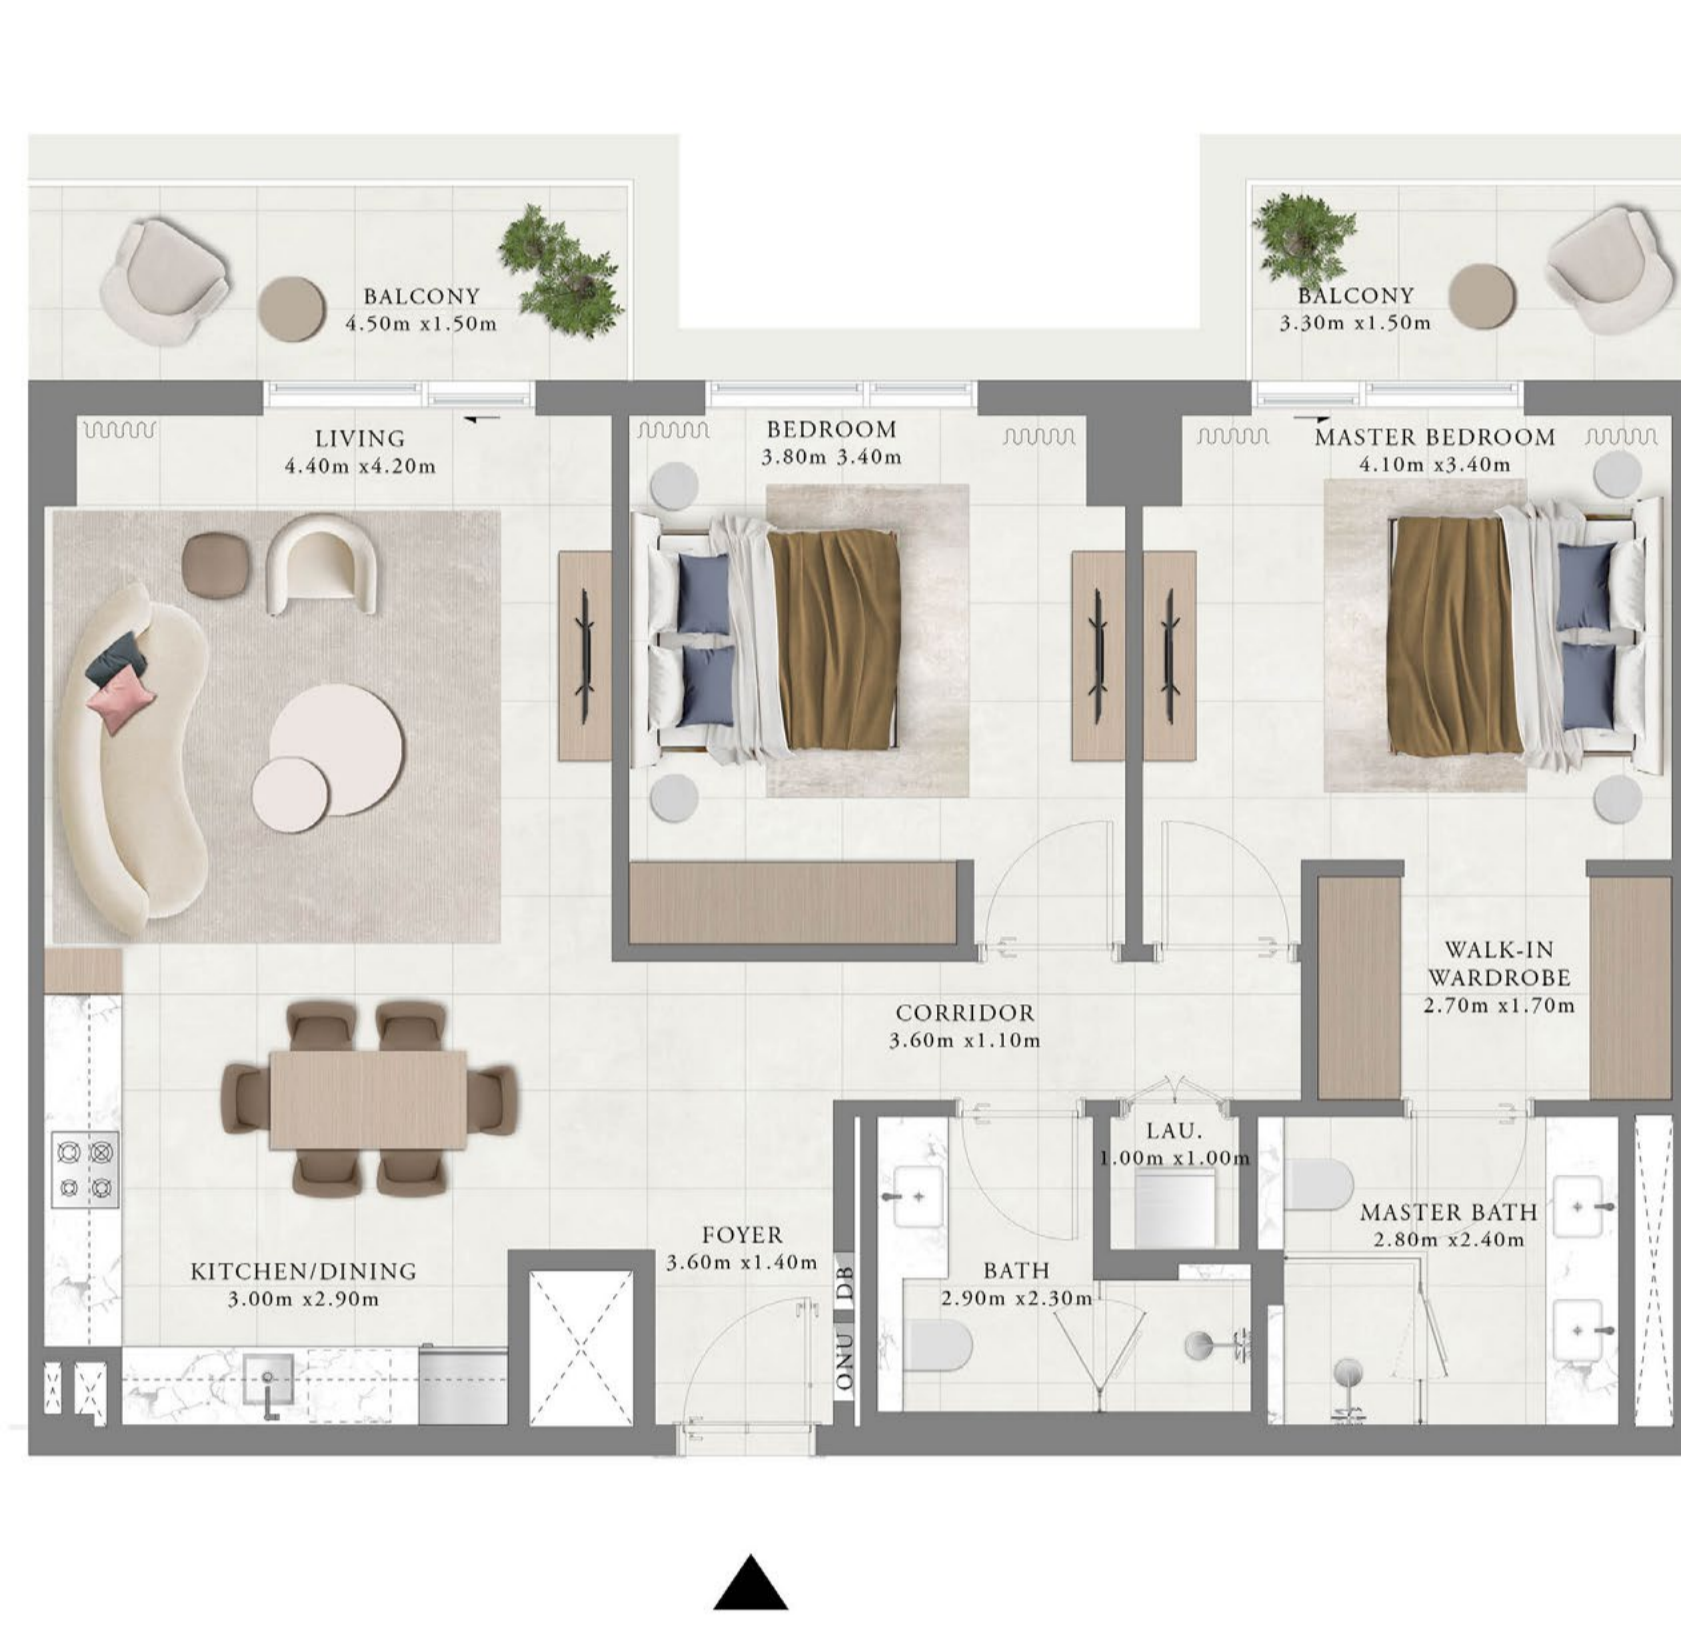 BALCONY
4.50m x1.50m
BALCONY
3.30m x1.50m
LIVING
4.40m x4.20m
BEDROOM
3.80m 3.40m
MASTER BEDROOM
4.10m x3.40m
WALK-IN
WARDROBE
2.70m x1.70m
CORRIDOR
3.60m x1.10m
LAU.
1.00m x1.00m
MASTER BATH
2.80m x2.40m
FOYER
3.60m x1.40m
KITCHEN/DINING
3.00m x2.90m
BATH
2.90m x2.30m
DB
ONU